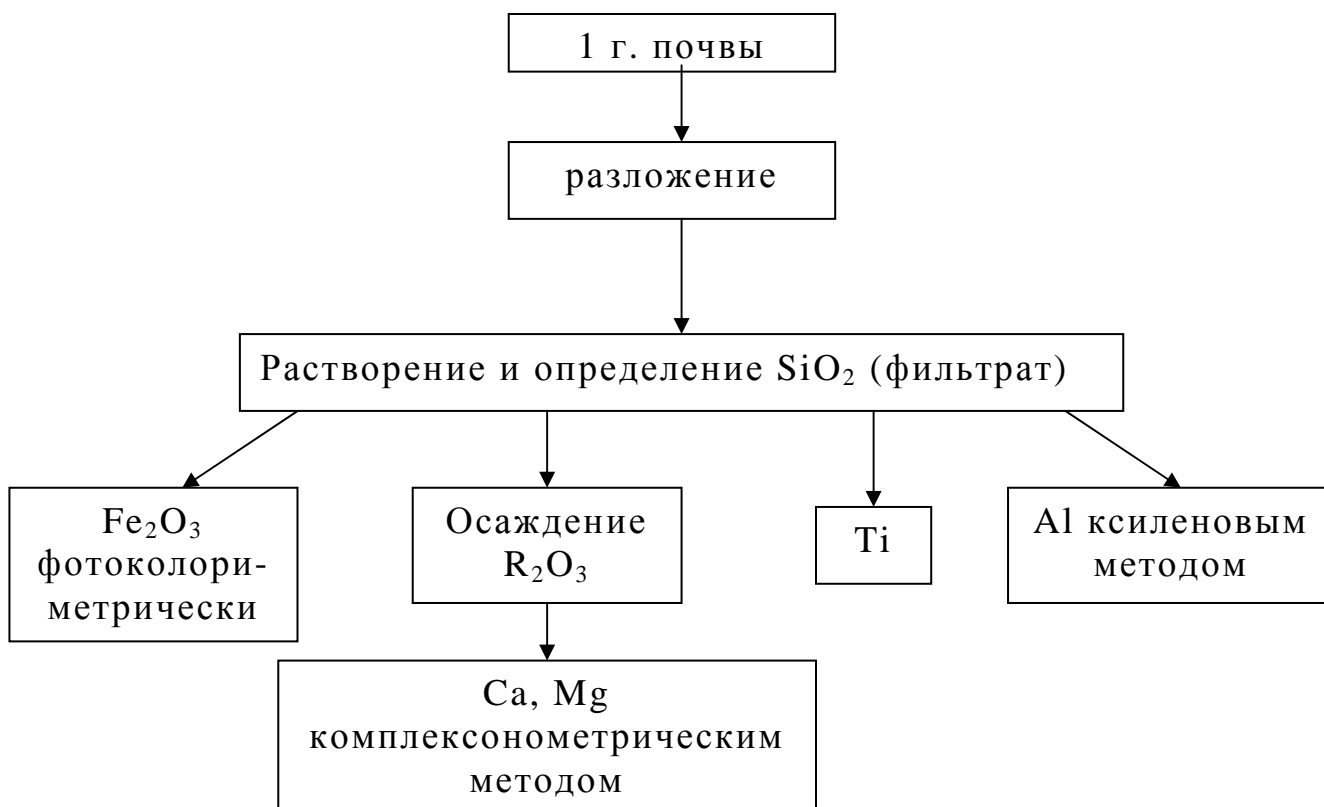 1 г. почвы
разложение
Растворение и определение SiO₂ (фильтрат)
Fe₂O₃
фотоколори-
метрически
Осаждение
R₂O₃
Ti
Al ксиленовым
методом
Ca, Mg
комплексонометрическим
методом